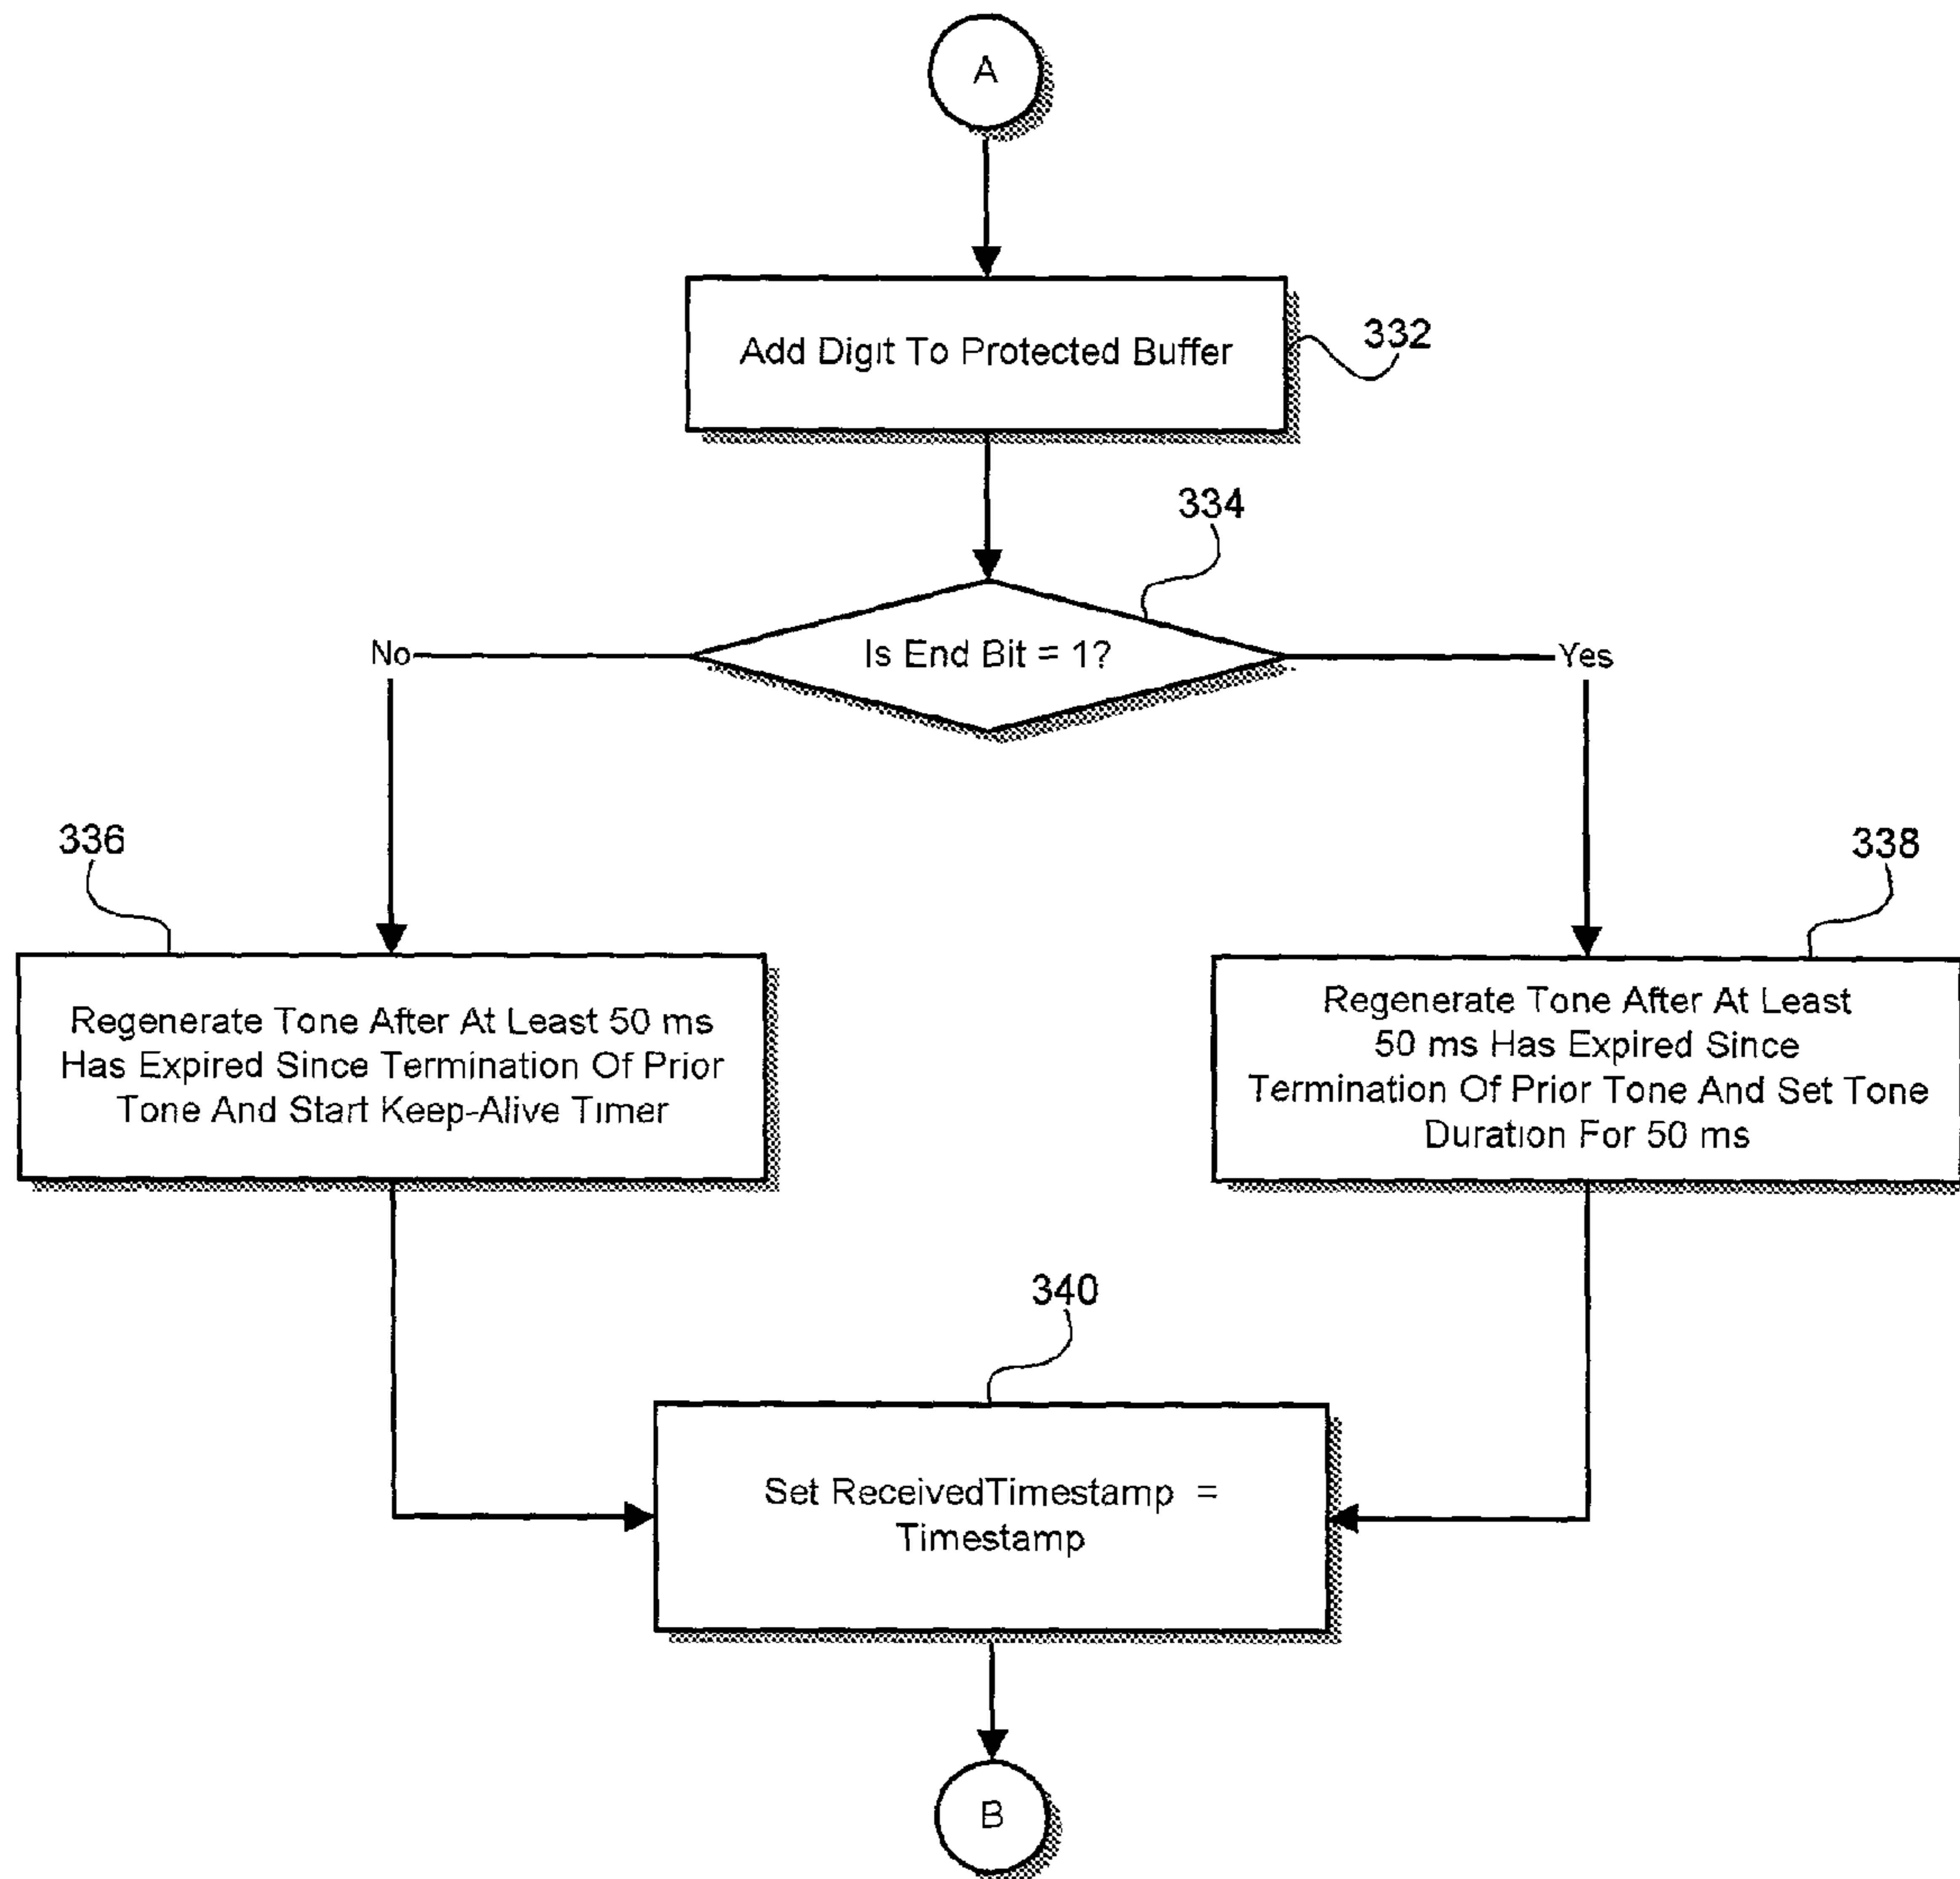 A
Add Digit To Protected Buffer
332
334
Is End Bit = 1?
No
Yes
336
338
Regenerate Tone After At Least 50 ms
Has Expired Since Termination Of Prior
Tone And Start Keep-Alive Timer
Regenerate Tone After At Least
50 ms Has Expired Since
Termination Of Prior Tone And Set Tone
Duration For 50 ms
340
Set ReceivedTimestamp =
Timestamp
B